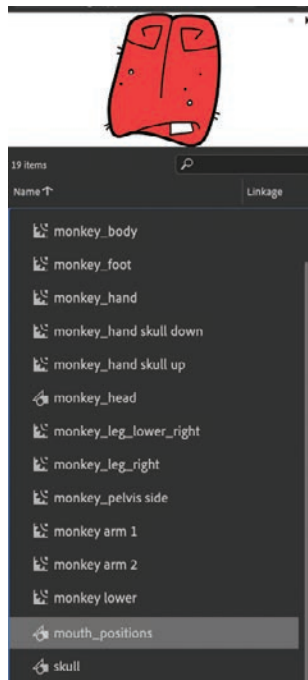 19 items
Name↑ Linkage
monkey_body
monkey_foot
monkey_hand
monkey_hand skull down
monkey_hand skull up
monkey_head
monkey_leg_lower_right
monkey_leg_right
monkey_pelvis side
monkey arm 1
monkey arm 2
monkey lower
mouth_positions
skull